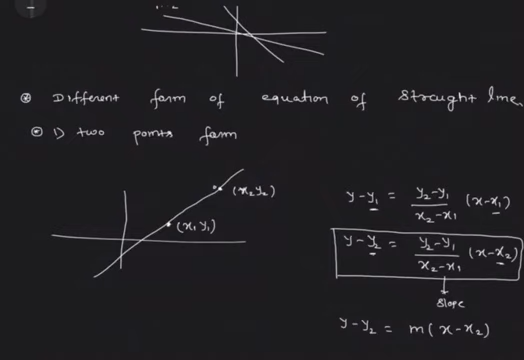 ⊛ Different form of equation of Straught line
⊛ 1) two points form
(x₂ y₂)
(x₁ y₁)
y-y₁ = y₂-y₁/x₂-x₁ (x-x₁)
y-y₂ = y₂-y₁/x₂-x₁ (x-x₂)
Slope
y-y₂ = m(x-x₂)